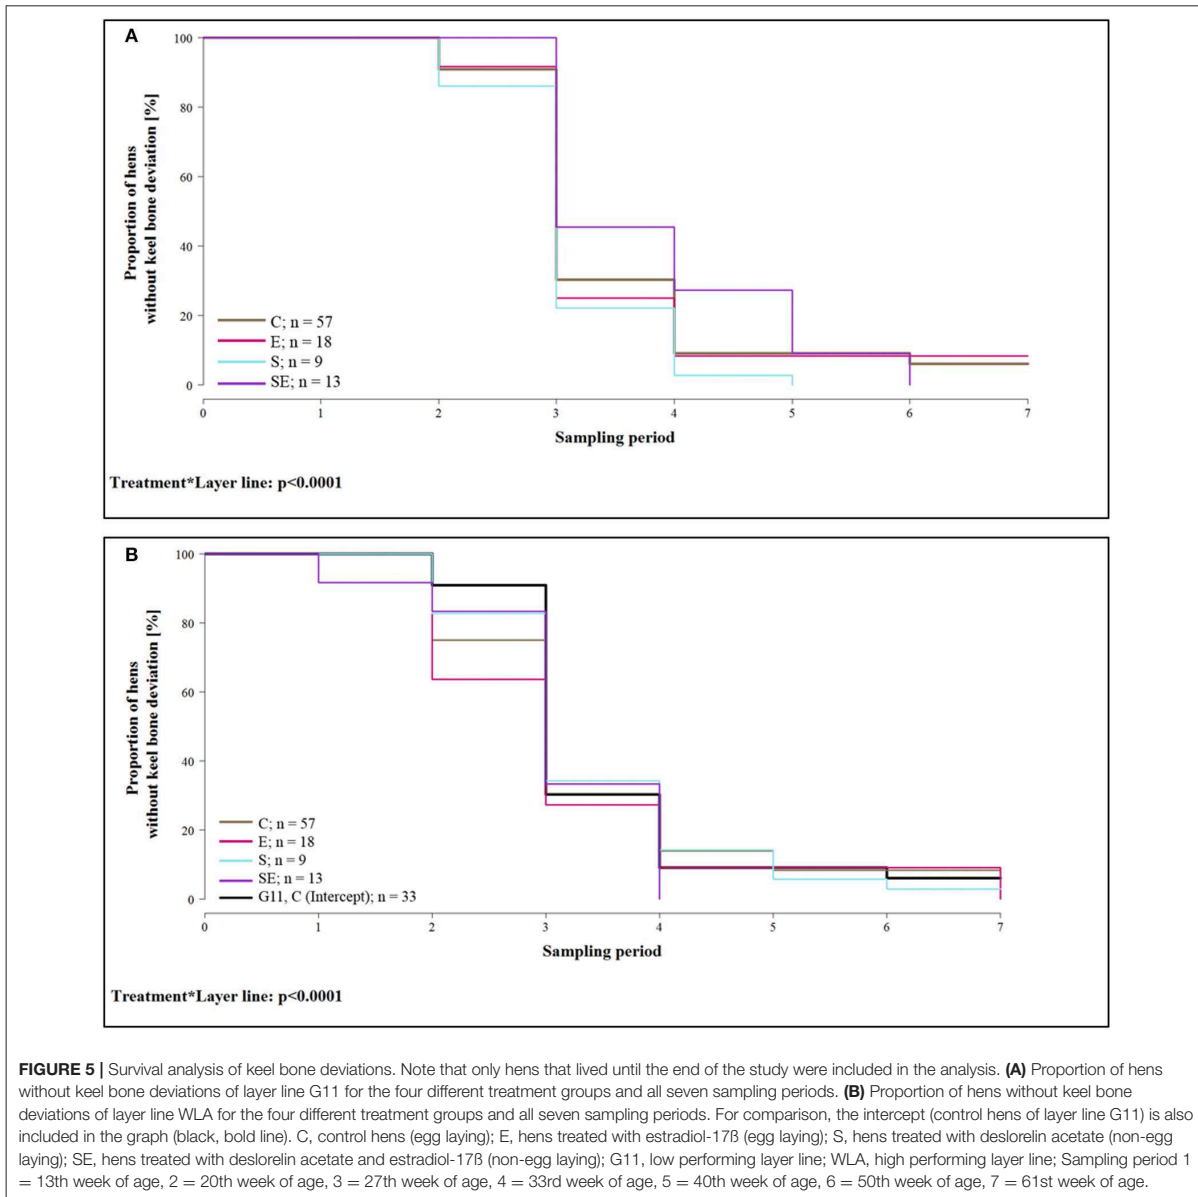 A
Proportion of hens
without keel bone deviation [%]
100
80
60
40
20
0
C; n = 57
E; n = 18
S; n = 9
SE; n = 13
0 1 2 3 4 5 6 7
Sampling period
Treatment*Layer line: p<0.0001
B
Proportion of hens
without keel bone deviation [%]
100
80
60
40
20
0
C; n = 57
E; n = 18
S; n = 9
SE; n = 13
G11, C (Intercept); n = 33
0 1 2 3 4 5 6 7
Sampling period
Treatment*Layer line: p<0.0001
FIGURE 5 | Survival analysis of keel bone deviations. Note that only hens that lived until the end of the study were included in the analysis. (A) Proportion of hens
without keel bone deviations of layer line G11 for the four different treatment groups and all seven sampling periods. (B) Proportion of hens without keel bone
deviations of layer line WLA for the four different treatment groups and all seven sampling periods. For comparison, the intercept (control hens of layer line G11) is also
included in the graph (black, bold line). C, control hens (egg laying); E, hens treated with estradiol-17ß (egg laying); S, hens treated with deslorelin acetate (non-egg
laying); SE, hens treated with deslorelin acetate and estradiol-17ß (non-egg laying); G11, low performing layer line; WLA, high performing layer line; Sampling period 1
= 13th week of age, 2 = 20th week of age, 3 = 27th week of age, 4 = 33rd week of age, 5 = 40th week of age, 6 = 50th week of age, 7 = 61st week of age.